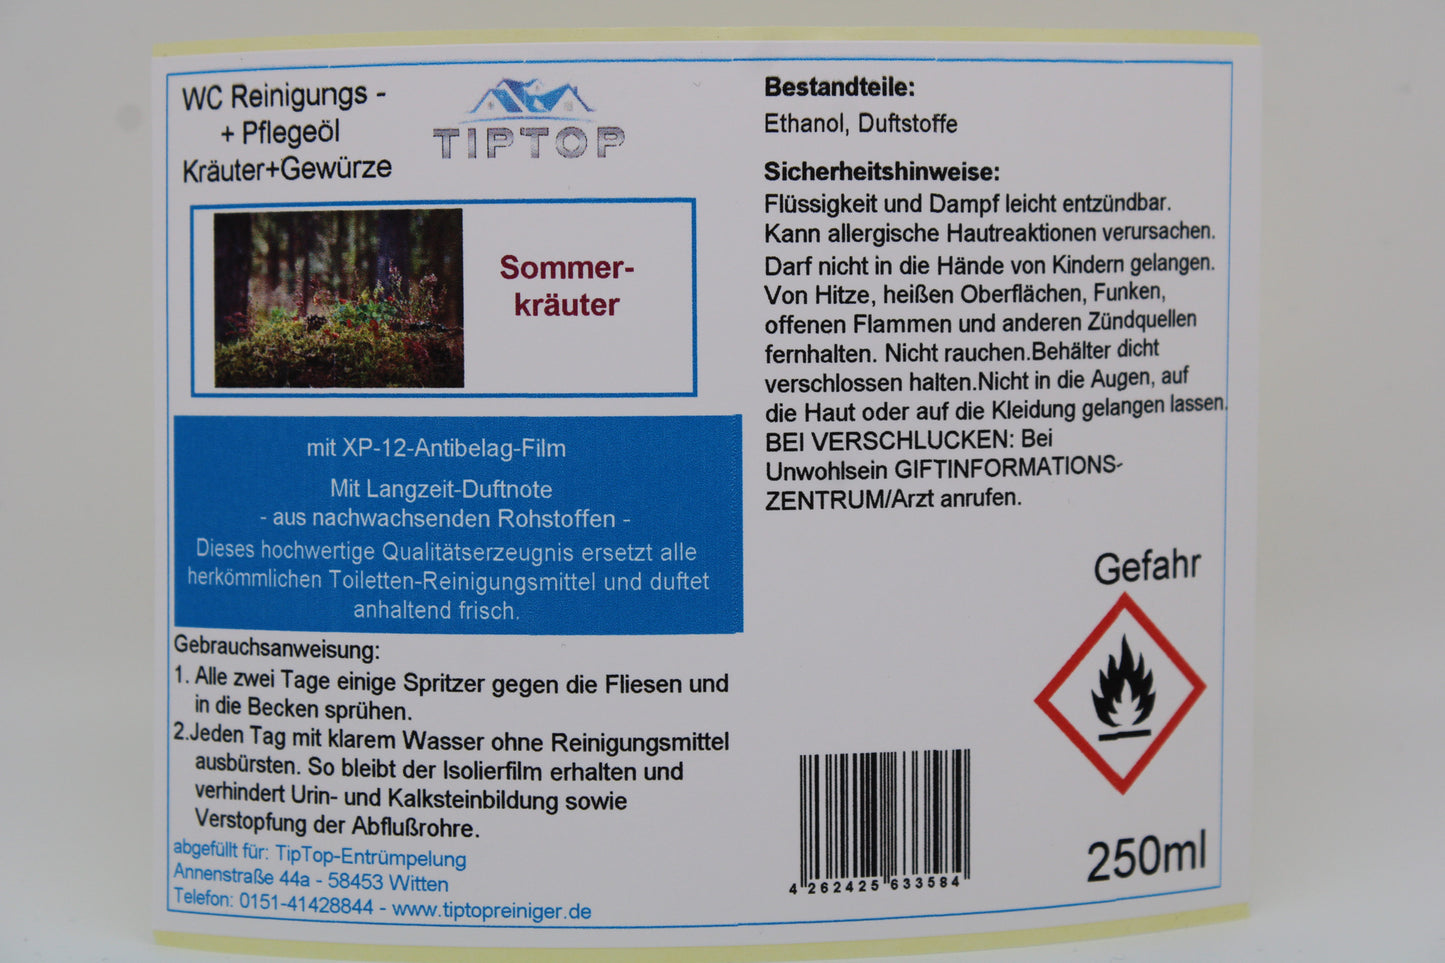 WC Reinigungs -
+ Pflegeöl
Kräuter+Gewürze
TIPTOP
Sommer-
kräuter
mit XP-12-Antibelag-Film
Mit Langzeit-Duftnote
- aus nachwachsenden Rohstoffen -
Dieses hochwertige Qualitätserzeugnis ersetzt alle
herkömmlichen Toiletten-Reinigungsmittel und duftet
anhaltend frisch.
Gebrauchsanweisung:
1. Alle zwei Tage einige Spritzer gegen die Fliesen und
in die Becken sprühen.
2.Jeden Tag mit klarem Wasser ohne Reinigungsmittel
ausbürsten. So bleibt der Isolierfilm erhalten und
verhindert Urin- und Kalksteinbildung sowie
Verstopfung der Abflußrohre.
abgefüllt für: TipTop-Entrümpelung
Annenstraße 44a - 58453 Witten
Telefon: 0151-41428844 - www.tiptopreiniger.de
Bestandteile:
Ethanol, Duftstoffe
Sicherheitshinweise:
Flüssigkeit und Dampf leicht entzündbar.
Kann allergische Hautreaktionen verursachen.
Darf nicht in die Hände von Kindern gelangen.
Von Hitze, heißen Oberflächen, Funken,
offenen Flammen und anderen Zündquellen
fernhalten. Nicht rauchen.Behälter dicht
verschlossen halten.Nicht in die Augen, auf
die Haut oder auf die Kleidung gelangen lassen.
BEI VERSCHLUCKEN: Bei
Unwohlsein GIFTINFORMATIONS-
ZENTRUM/Arzt anrufen.
Gefahr
4 262425 633584
250ml